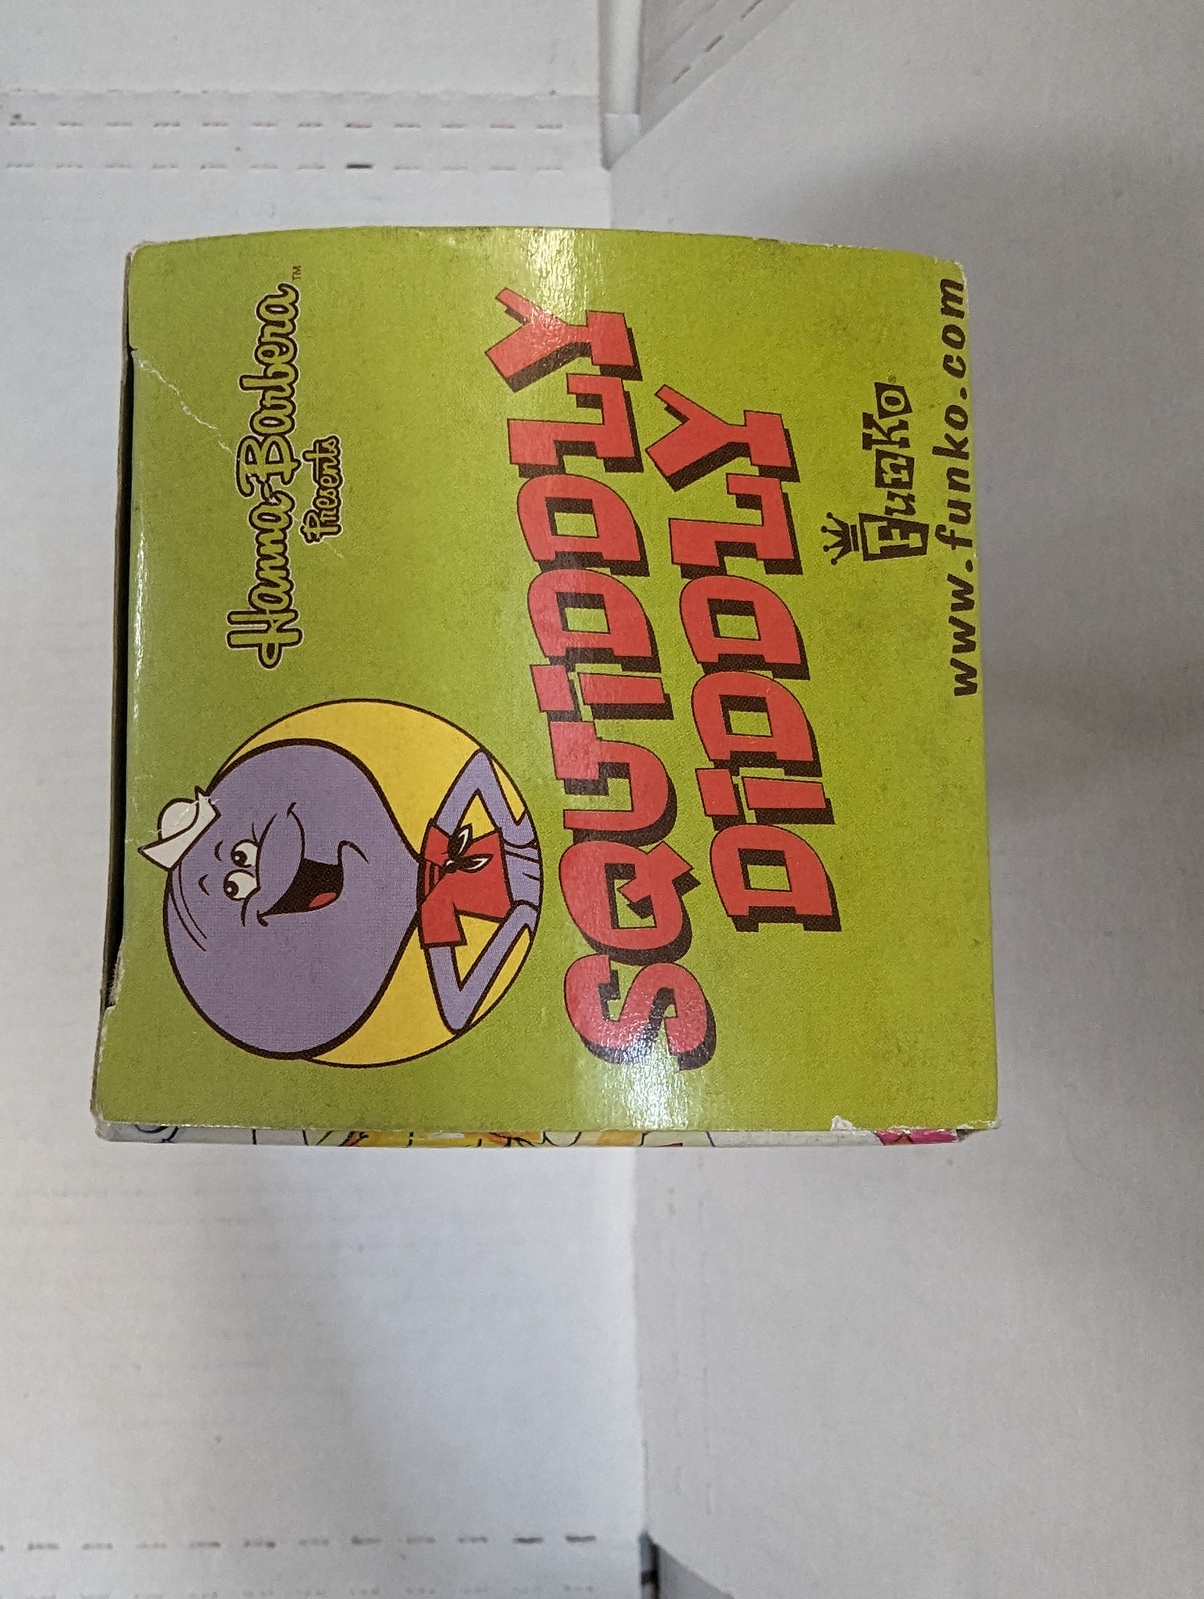 Hanna-Barbera™
Presents
SQUIDDLY
DIDDLY
Funko®
www.funko.com